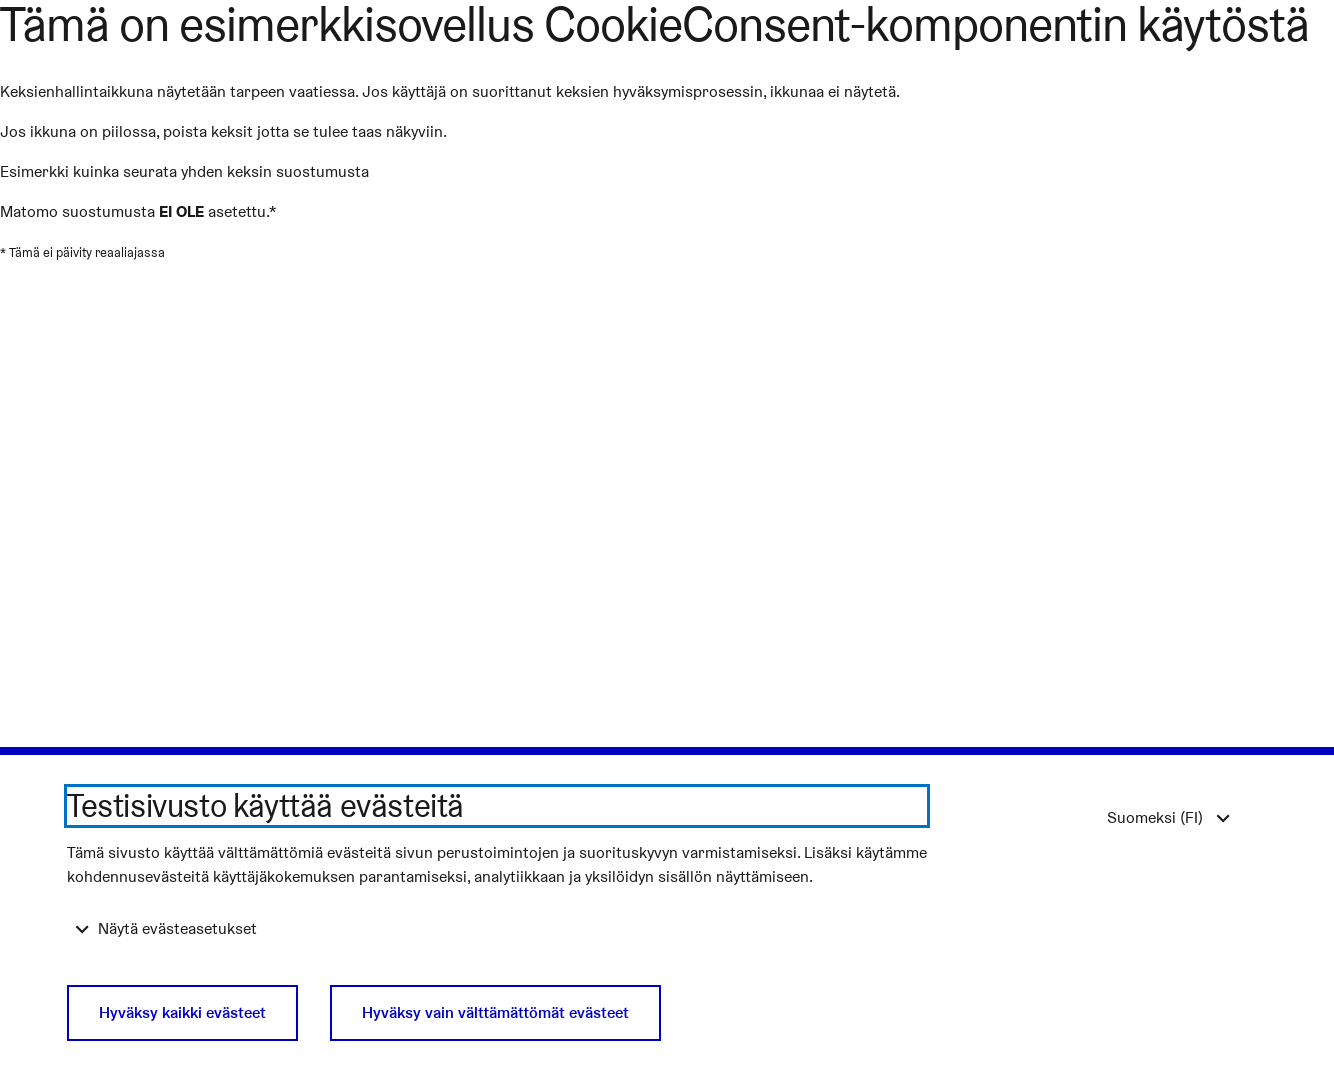 Tämä on esimerkkisovellus CookieConsent-komponentin käytöstä
Keksienhallintaikkuna näytetään tarpeen vaatiessa. Jos käyttäjä on suorittanut keksien hyväksymisprosessin, ikkunaa ei näytetä.
Jos ikkuna on piilossa, poista keksit jotta se tulee taas näkyviin.
Esimerkki kuinka seurata yhden keksin suostumusta
Matomo suostumusta EI OLE asetettu.*
* Tämä ei päivity reaaliajassa
Testisivusto käyttää evästeitä
Suomeksi (FI)
Tämä sivusto käyttää välttämättömiä evästeitä sivun perustoimintojen ja suorituskyvyn varmistamiseksi. Lisäksi käytämme
kohdennusevästeitä käyttäjäkokemuksen parantamiseksi, analytiikkaan ja yksilöidyn sisällön näyttämiseen.
Näytä evästeasetukset
Hyväksy kaikki evästeet
Hyväksy vain välttämättömät evästeet